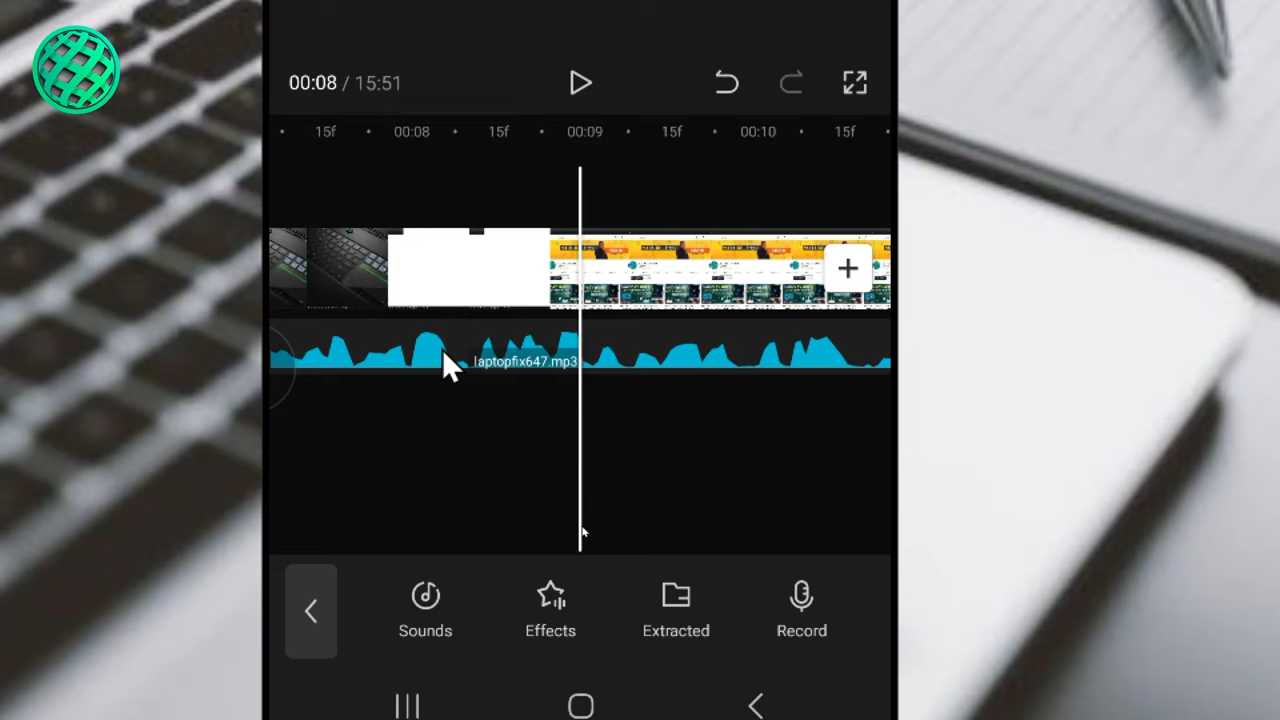 00:08 / 15:51
15f 00:08 15f 00:09 15f 00:10 15f
laptopfix647.mp3
Sounds Effects Extracted Record